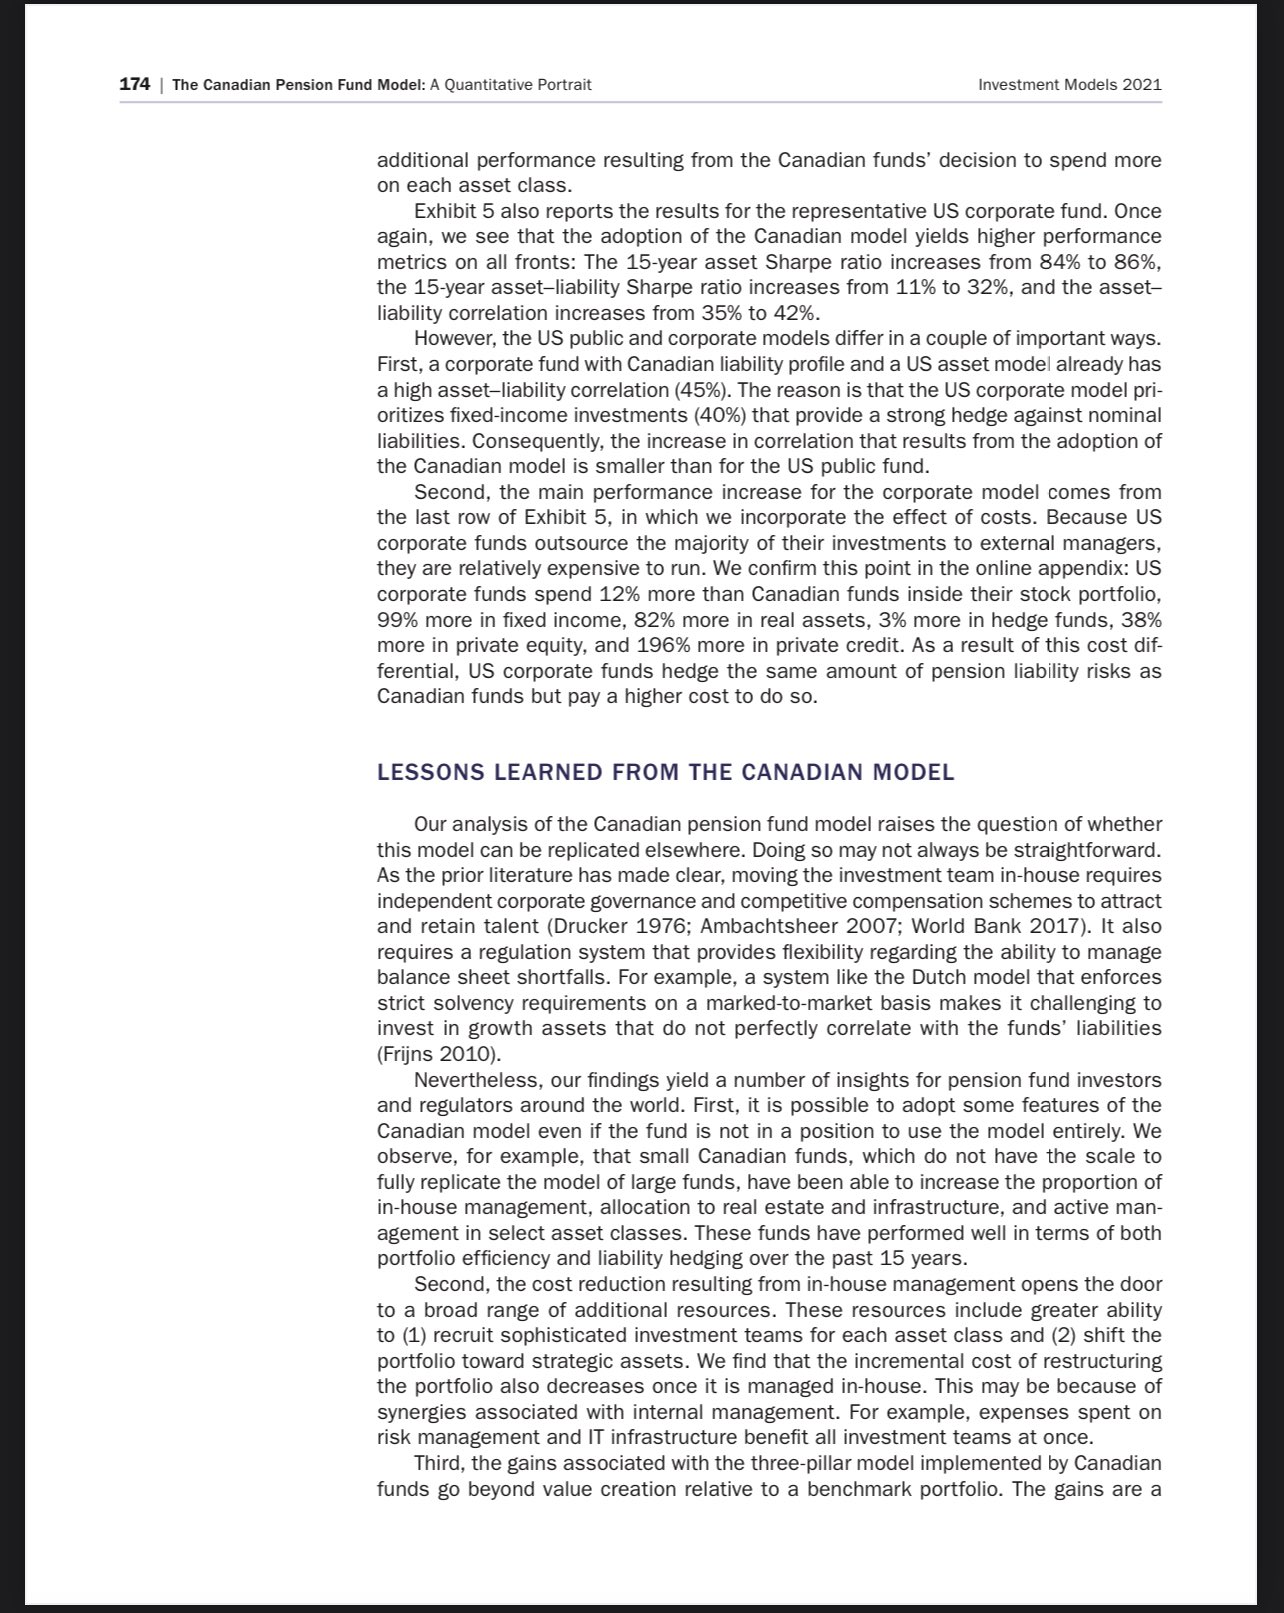 174 | The Canadian Pension Fund Model: A Quantitative Portrait Investment Models 2021
additional performance resulting from the Canadian funds’ decision to spend more
on each asset class.
Exhibit 5 also reports the results for the representative US corporate fund. Once
again, we see that the adoption of the Canadian model yields higher performance
metrics on all fronts: The 15-year asset Sharpe ratio increases from 84% to 86%,
the 15-year asset–liability Sharpe ratio increases from 11% to 32%, and the asset–
liability correlation increases from 35% to 42%.
However, the US public and corporate models differ in a couple of important ways.
First, a corporate fund with Canadian liability profile and a US asset model already has
a high asset–liability correlation (45%). The reason is that the US corporate model pri-
oritizes fixed-income investments (40%) that provide a strong hedge against nominal
liabilities. Consequently, the increase in correlation that results from the adoption of
the Canadian model is smaller than for the US public fund.
Second, the main performance increase for the corporate model comes from
the last row of Exhibit 5, in which we incorporate the effect of costs. Because US
corporate funds outsource the majority of their investments to external managers,
they are relatively expensive to run. We confirm this point in the online appendix: US
corporate funds spend 12% more than Canadian funds inside their stock portfolio,
99% more in fixed income, 82% more in real assets, 3% more in hedge funds, 38%
more in private equity, and 196% more in private credit. As a result of this cost dif-
ferential, US corporate funds hedge the same amount of pension liability risks as
Canadian funds but pay a higher cost to do so.
LESSONS LEARNED FROM THE CANADIAN MODEL
Our analysis of the Canadian pension fund model raises the question of whether
this model can be replicated elsewhere. Doing so may not always be straightforward.
As the prior literature has made clear, moving the investment team in-house requires
independent corporate governance and competitive compensation schemes to attract
and retain talent (Drucker 1976; Ambachtsheer 2007; World Bank 2017). It also
requires a regulation system that provides flexibility regarding the ability to manage
balance sheet shortfalls. For example, a system like the Dutch model that enforces
strict solvency requirements on a marked-to-market basis makes it challenging to
invest in growth assets that do not perfectly correlate with the funds’ liabilities
(Frijns 2010).
Nevertheless, our findings yield a number of insights for pension fund investors
and regulators around the world. First, it is possible to adopt some features of the
Canadian model even if the fund is not in a position to use the model entirely. We
observe, for example, that small Canadian funds, which do not have the scale to
fully replicate the model of large funds, have been able to increase the proportion of
in-house management, allocation to real estate and infrastructure, and active man-
agement in select asset classes. These funds have performed well in terms of both
portfolio efficiency and liability hedging over the past 15 years.
Second, the cost reduction resulting from in-house management opens the door
to a broad range of additional resources. These resources include greater ability
to (1) recruit sophisticated investment teams for each asset class and (2) shift the
portfolio toward strategic assets. We find that the incremental cost of restructuring
the portfolio also decreases once it is managed in-house. This may be because of
synergies associated with internal management. For example, expenses spent on
risk management and IT infrastructure benefit all investment teams at once.
Third, the gains associated with the three-pillar model implemented by Canadian
funds go beyond value creation relative to a benchmark portfolio. The gains are a